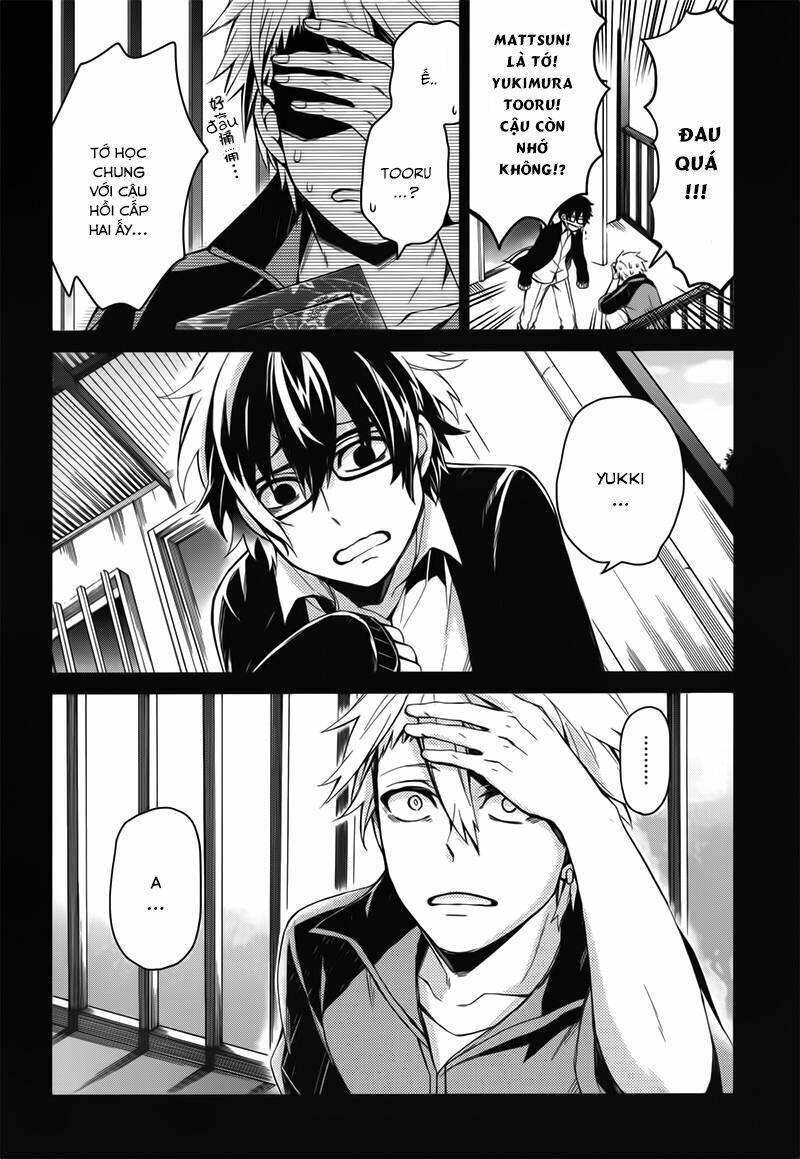 ĐAU
QUÁ
!!!
MATTSUN!
LÀ TỚ!
YUKIMURA
TOORU!
CẬU CÒN
NHỚ
KHÔNG!?
Ế..
TOORU
...?
đầu
TỚ HỌC
CHUNG
VỚI CẬU
HỒI CẤP
HAI ẤY...
YUKKI
...
.........
A
...